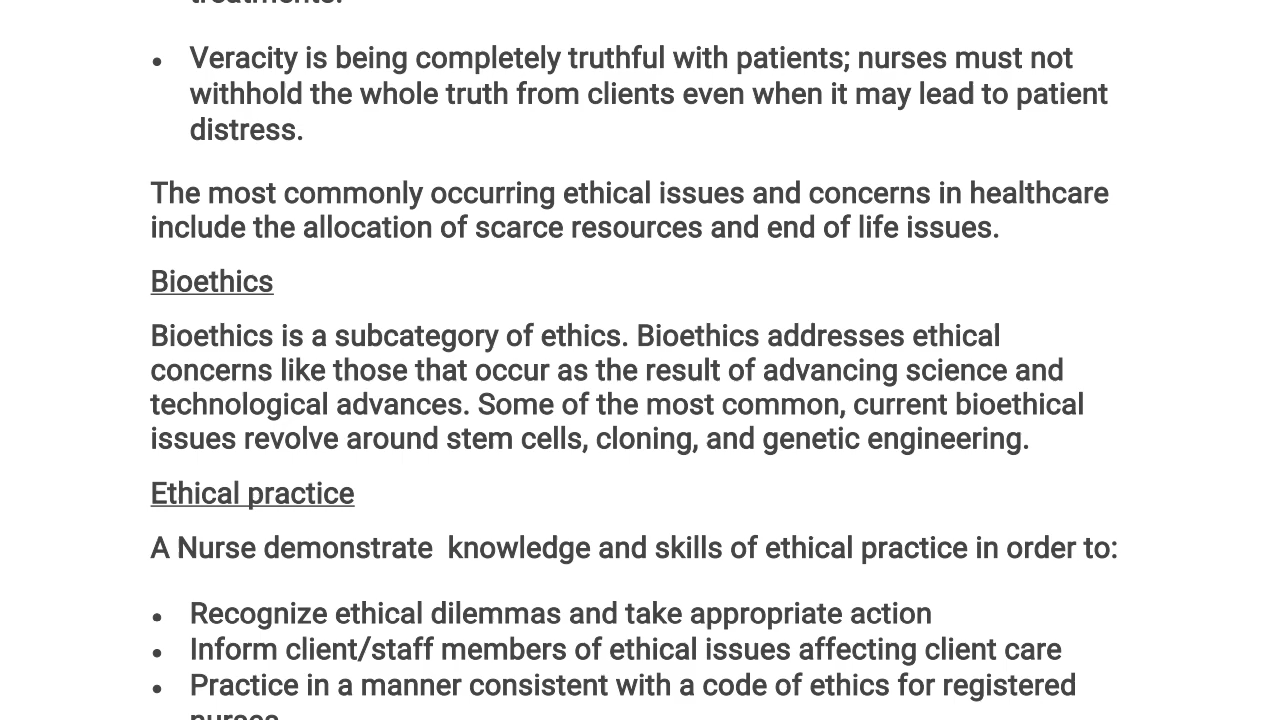 treatments.
• Veracity is being completely truthful with patients; nurses must not
withhold the whole truth from clients even when it may lead to patient
distress.
The most commonly occurring ethical issues and concerns in healthcare
include the allocation of scarce resources and end of life issues.
Bioethics
Bioethics is a subcategory of ethics. Bioethics addresses ethical
concerns like those that occur as the result of advancing science and
technological advances. Some of the most common, current bioethical
issues revolve around stem cells, cloning, and genetic engineering.
Ethical practice
A Nurse demonstrate  knowledge and skills of ethical practice in order to:
• Recognize ethical dilemmas and take appropriate action
• Inform client/staff members of ethical issues affecting client care
• Practice in a manner consistent with a code of ethics for registered
nurses